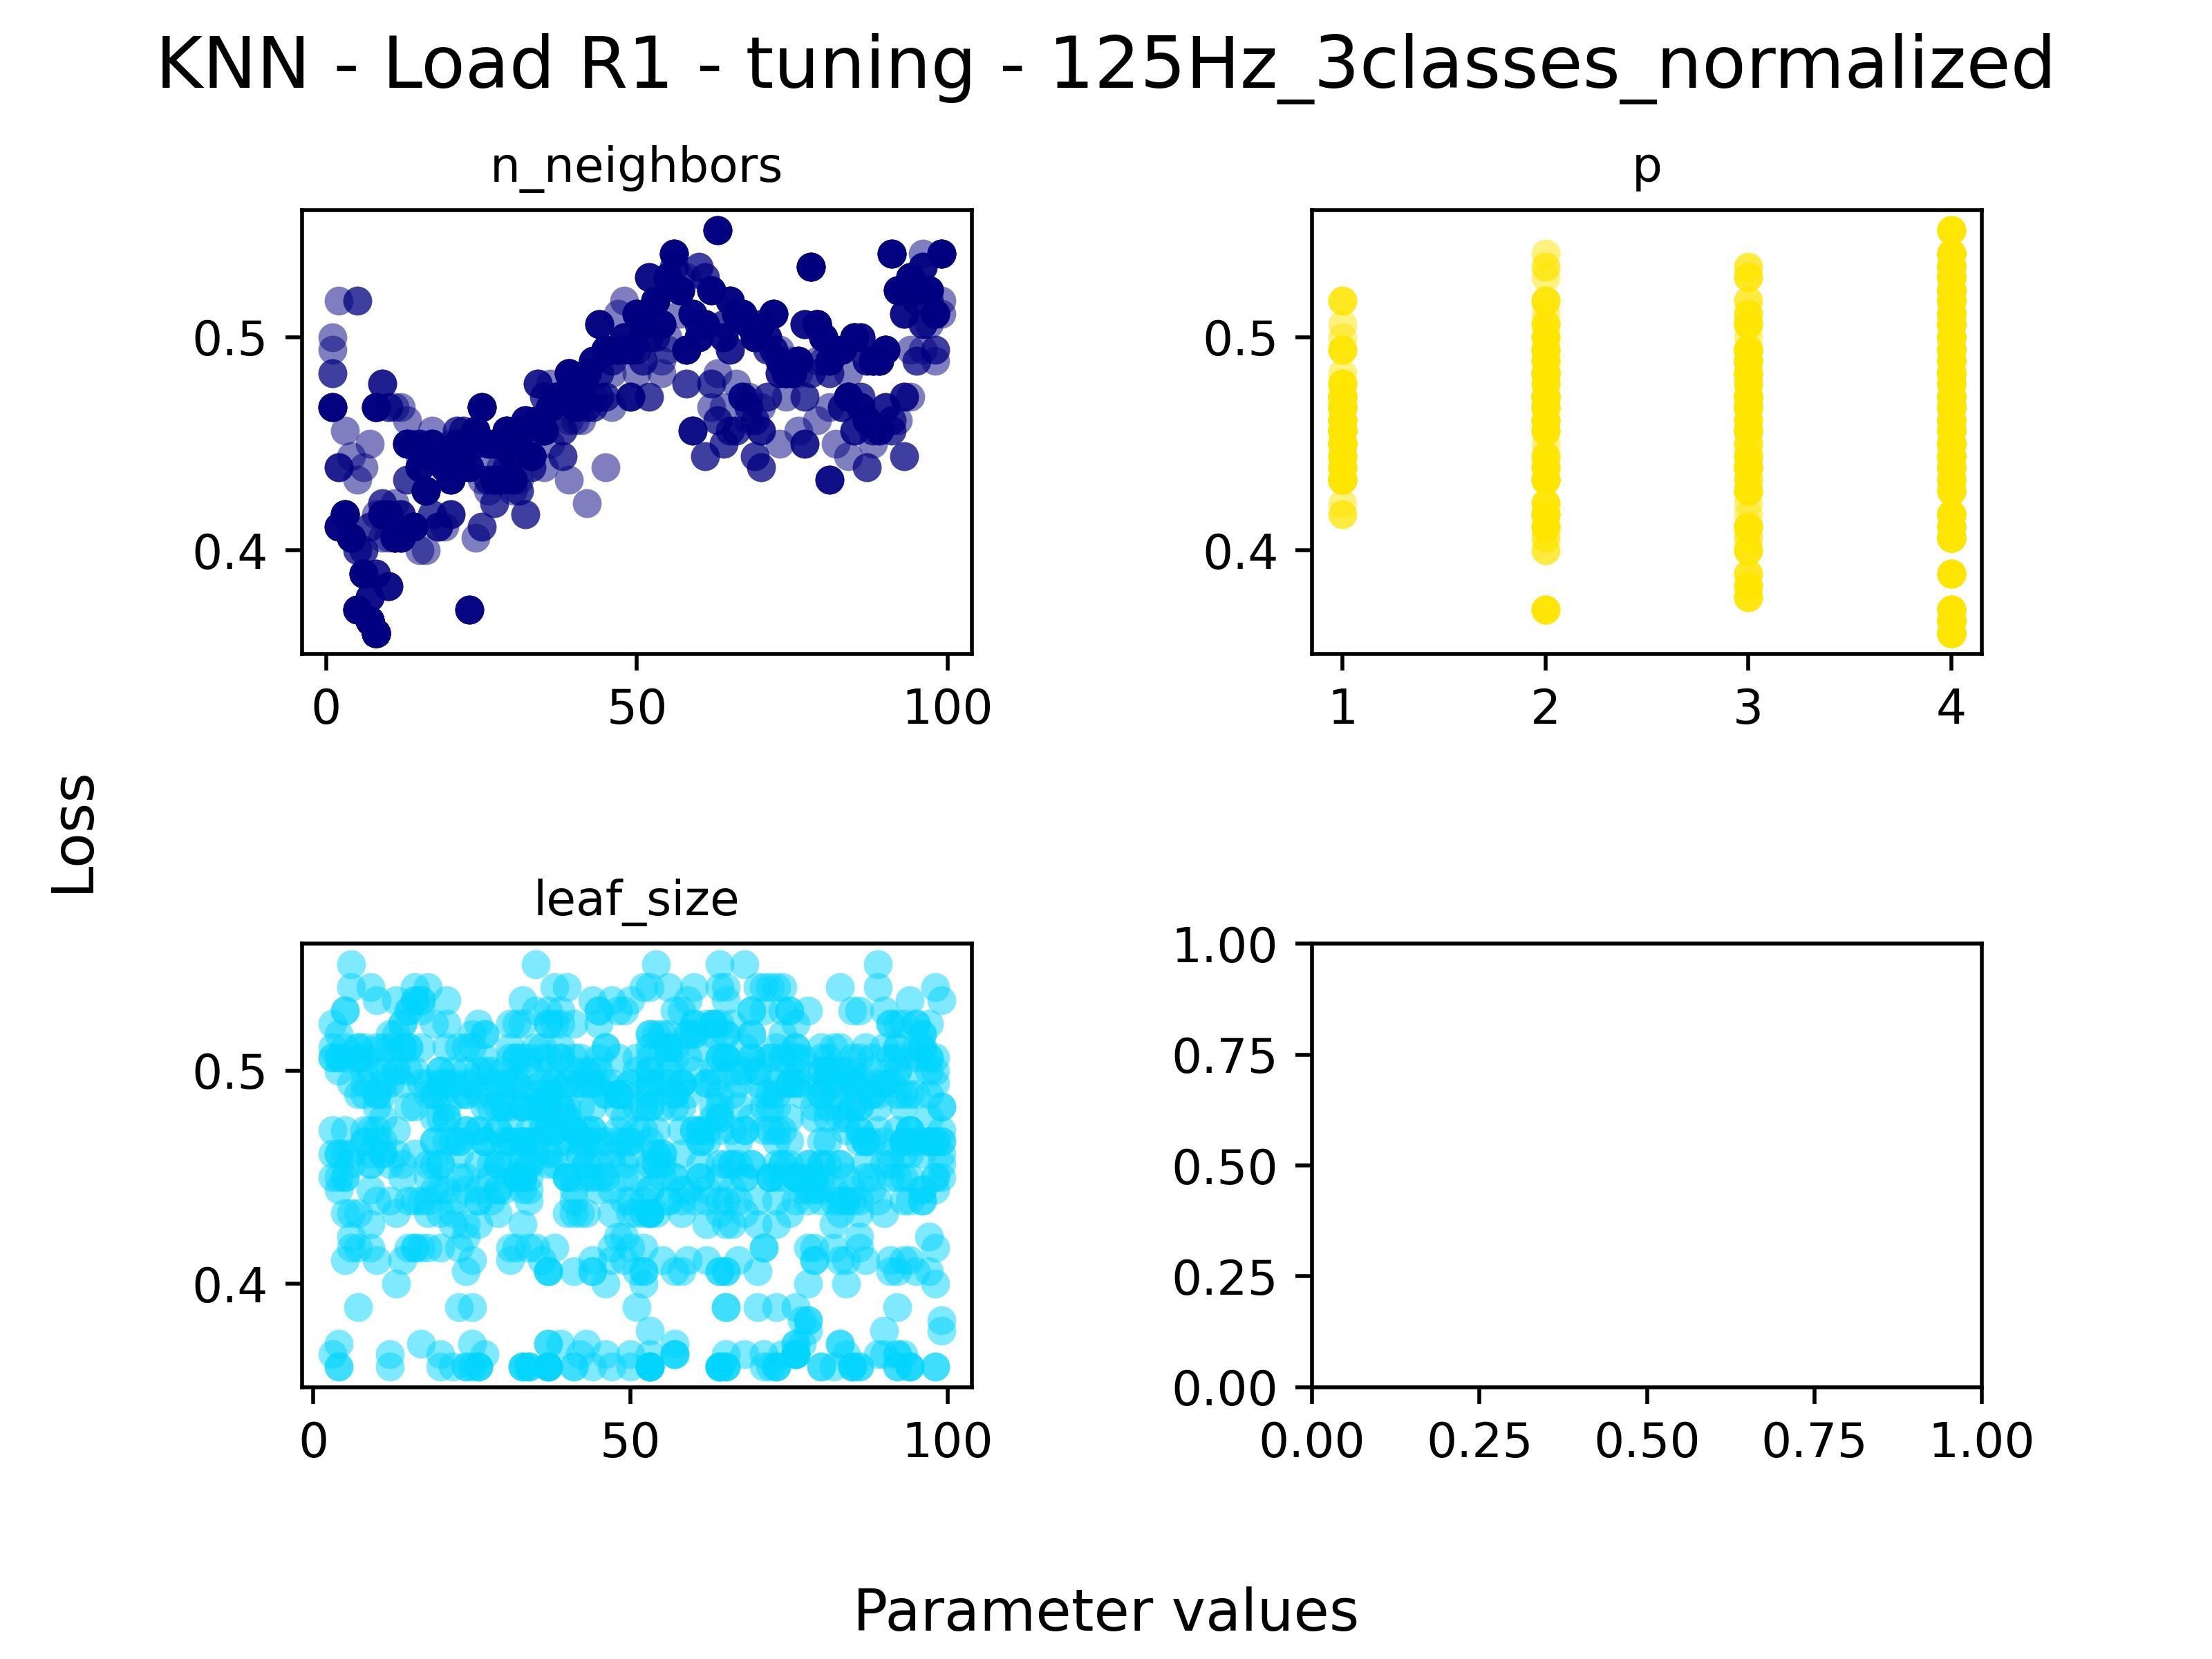 KNN - Load R1 - tuning - 125Hz_3classes_normalized
n_neighbors
0.5
0.4
0 50 100
p
0.5
0.4
1 2 3 4
Loss
leaf_size
0.5
0.4
0 50 100
1.00
0.75
0.50
0.25
0.00
0.00 0.25 0.50 0.75 1.00
Parameter values